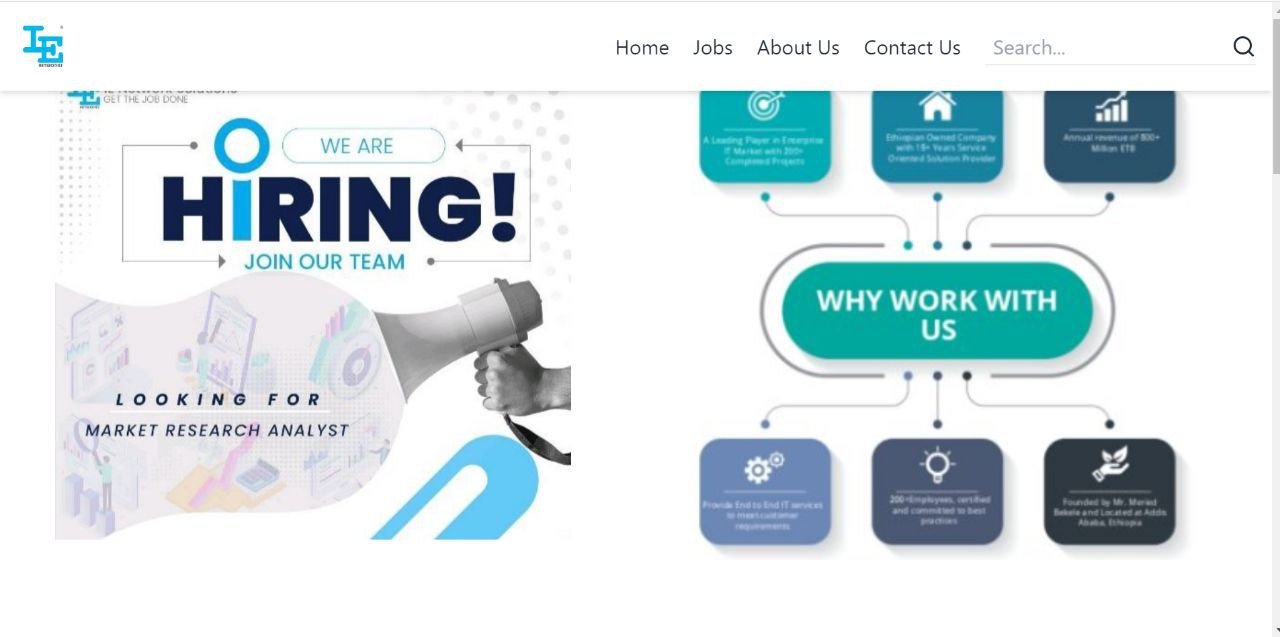 IE
NETWORKS
Home
Jobs
About Us
Contact Us
Search...
IE Network Solutions
GET THE JOB DONE
WE ARE
HiRING!
JOIN OUR TEAM
LOOKING FOR
MARKET RESEARCH ANALYST
A Leading Player in Enterprise
IT Market with 200+
Completed Projects
Ethiopian Owned Company
with 15+ Years Service
Oriented Solution Provider
Annual revenue of 800+
Million ETB
WHY WORK WITH
US
Provide End to End IT services
to meet customer
requirements
200+Employees, certified
and committed to best
practices
Founded by Mr. Meried
Bekele and Located at Addis
Ababa, Ethiopia